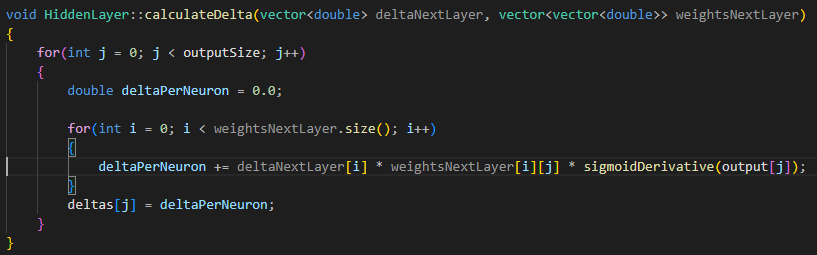 void HiddenLayer::calculateDelta(vector<double> deltaNextLayer, vector<vector<double>> weightsNextLayer)
{
    for(int j = 0; j < outputSize; j++)
    {
        double deltaPerNeuron = 0.0;

        for(int i = 0; i < weightsNextLayer.size(); i++)
        {
            deltaPerNeuron += deltaNextLayer[i] * weightsNextLayer[i][j] * sigmoidDerivative(output[j]);
        }
        deltas[j] = deltaPerNeuron;
    }
}